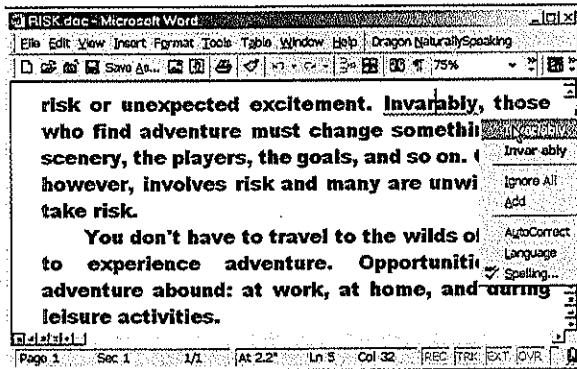 RISK.doc - Microsoft Word
File Edit View Insert Format Tools Table Window Help Dragon NaturallySpeaking
Save As... 75%
risk or unexpected excitement. Invariably, those
who find adventure must change somethin
scenery, the players, the goals, and so on.
however, involves risk and many are unwi
take risk.
You don't have to travel to the wilds of
to experience adventure. Opportunitie
adventure abound: at work, at home, and during
leisure activities.
Invar ably
Ignore All
Add
AutoCorrect
Language
Spelling...
Page 1 Sec 1 1/1 At 2.2" Ln 5 Col 32 REC TRK EXT OVR